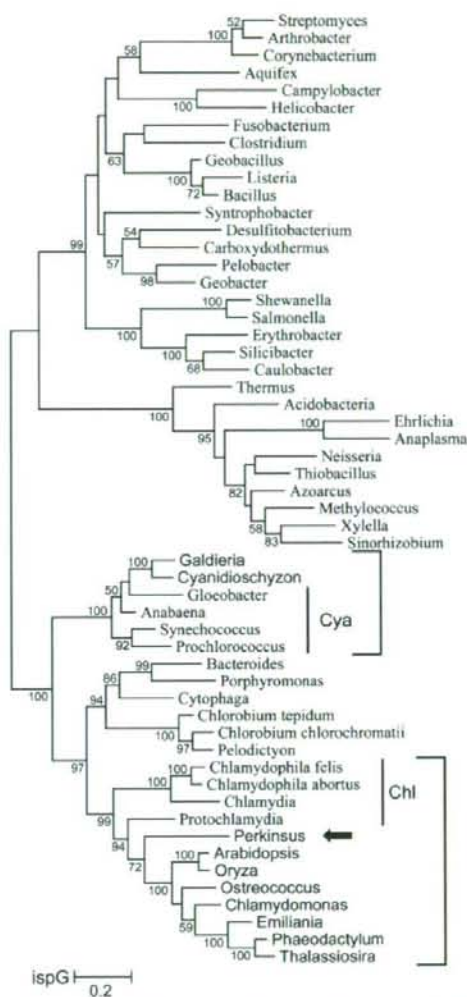 52
Streptomyces
100
Arthrobacter
58
Corynebacterium
Aquifex
Campylobacter
100
Helicobacter
Fusobacterium
63
Clostridium
Geobacillus
100
Listeria
72
Bacillus
Syntrophobacter
99
54
Desulfitobacterium
57
Carboxydothermus
Pelobacter
98
Geobacter
100
Shewanella
Salmonella
100
Erythrobacter
100
Silicibacter
68
Caulobacter
Thermus
100
Acidobacteria
95
100
Ehrlichia
Anaplasma
Neisseria
82
Thiobacillus
Azoarcus
Methylococcus
58
Xylella
83
Sinorhizobium
100
Galdieria
50
Cyanidioschyzon
100
Gloeobacter
Anabaena
Cya
Synechococcus
92
Prochlorococcus
100
99
Bacteroides
86
Porphyromonas
94
Cytophaga
Chlorobium tepidum
100
Chlorobium chlorochromatii
97
Pelodictyon
97
100
Chlamydophila felis
100
Chlamydophila abortus
Chl
Chlamydia
99
Protochlamydia
94
Perkinsus
72
100
Arabidopsis
Oryza
100
Ostreococcus
Chlamydomonas
59
Emiliania
100
Phaeodactylum
100
Thalassiosira
ispG
0.2